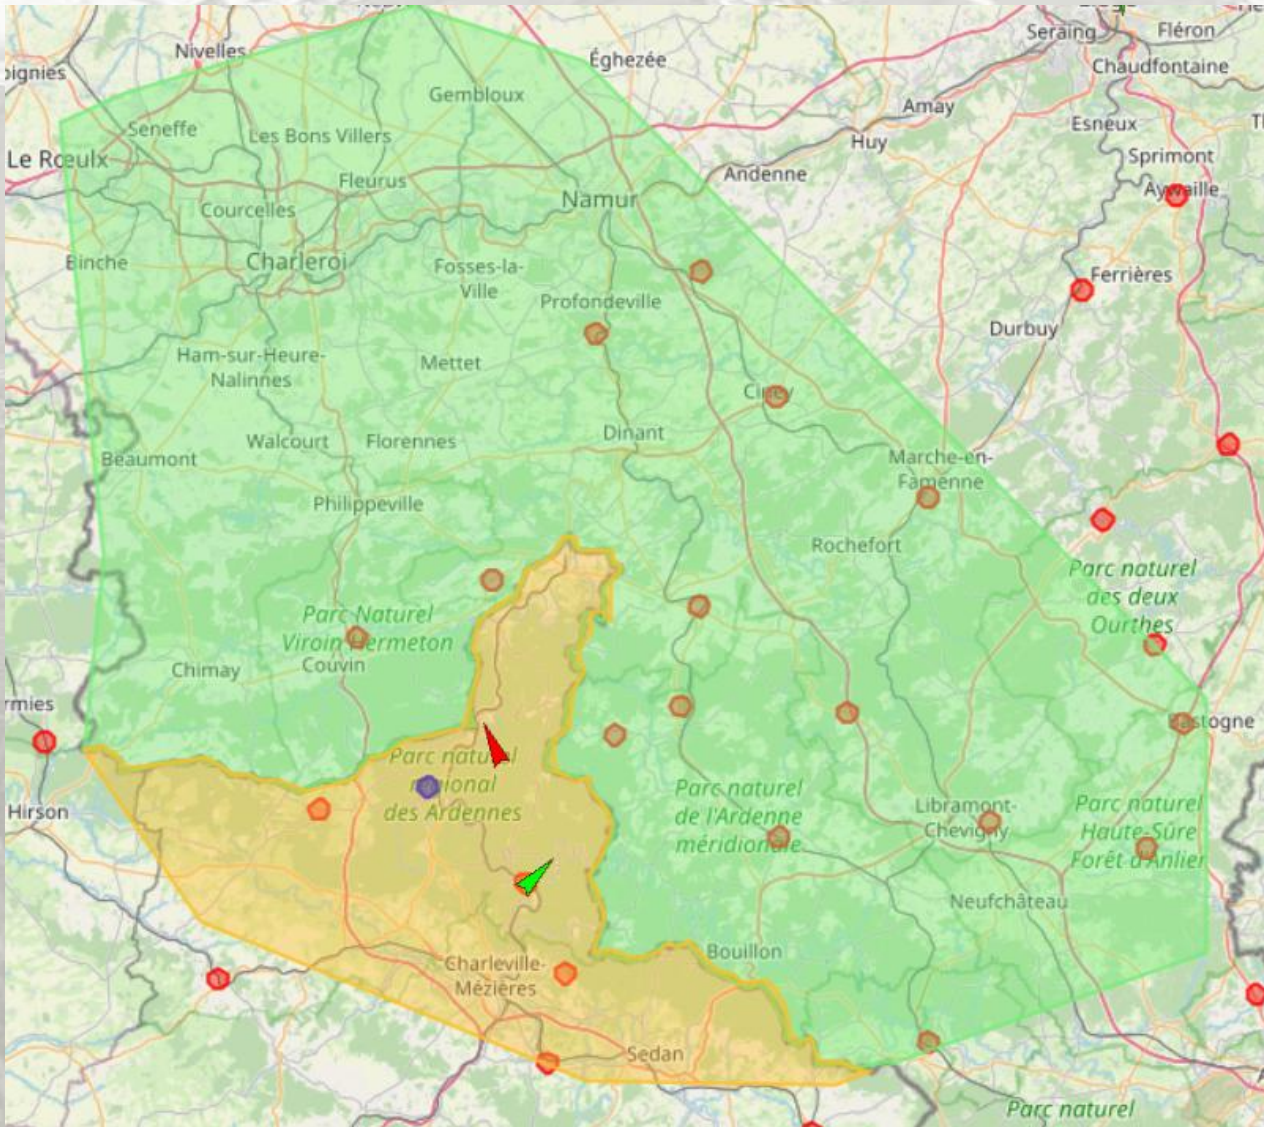 Nivelles
Éghezée
Seraing
Fléron
Chaudfontaine
Gembloux
Amay
Esneux
Seneffe
Les Bons Villers
Huy
Le Rœulx
Sprimont
Andenne
Fleurus
Aywaille
Courcelles
Namur
Binche
Charleroi
Fosses-la-
Ville
Ferrières
Profondeville
Durbuy
Ham-sur-Heure-
Nalinnes
Mettet
Ciney
Walcourt
Florennes
Dinant
Beaumont
Marche-en-
Famenne
Philippeville
Rochefort
Parc naturel
des deux
Ourthes
Parc Naturel
Viroin Hermeton
Couvin
Chimay
rmies
Bastogne
Parc naturel
régional
des Ardennes
Hirson
Parc naturel
de l'Ardenne
méridionale
Libramont-
Chevigny
Parc naturel
Haute-Sûre
Forêt d'Anlier
Neufchâteau
Bouillon
Charleville-
Mézières
Sedan
Parc naturel